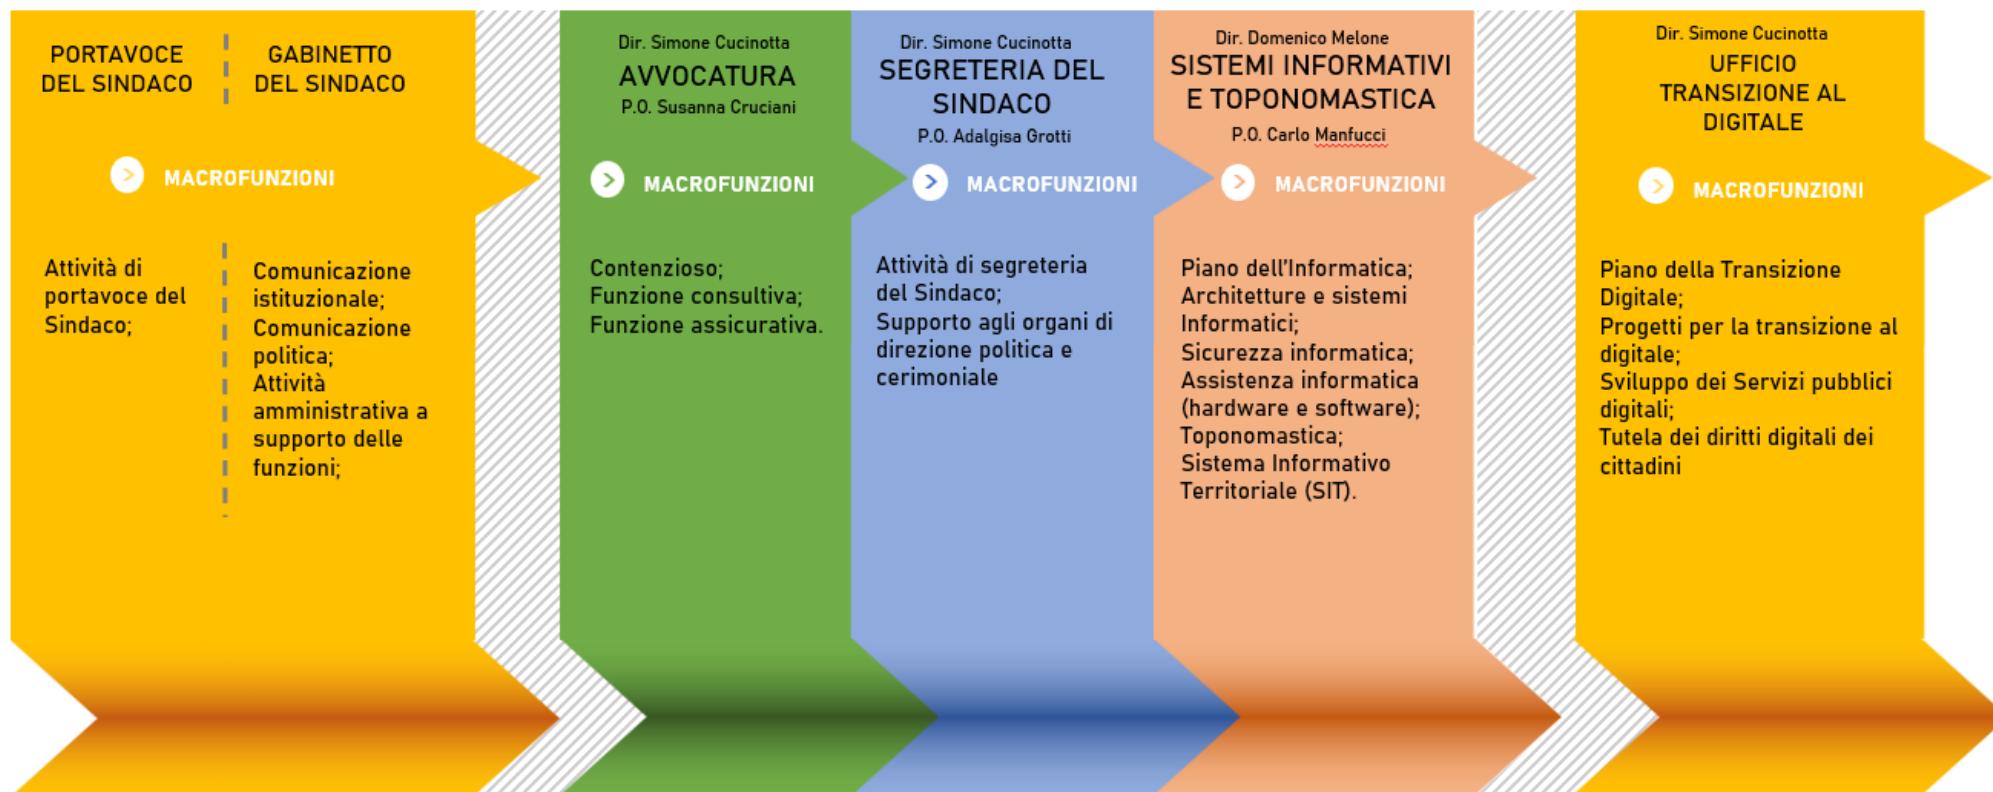 PORTAVOCE
DEL SINDACO
GABINETTO
DEL SINDACO
MACROFUNZIONI
Attività di
portavoce del
Sindaco;
Comunicazione
istituzionale;
Comunicazione
politica;
Attività
amministrativa a
supporto delle
funzioni;
Dir. Simone Cucinotta
AVVOCATURA
P.O. Susanna Cruciani
MACROFUNZIONI
Contenzioso;
Funzione consultiva;
Funzione assicurativa.
Dir. Simone Cucinotta
SEGRETERIA DEL
SINDACO
P.O. Adalgisa Grotti
MACROFUNZIONI
Attività di segreteria
del Sindaco;
Supporto agli organi di
direzione politica e
cerimoniale
Dir. Domenico Melone
SISTEMI INFORMATIVI
E TOPONOMASTICA
P.O. Carlo Manfucci
MACROFUNZIONI
Piano dell'Informatica;
Architetture e sistemi
Informatici;
Sicurezza informatica;
Assistenza informatica
(hardware e software);
Toponomastica;
Sistema Informativo
Territoriale (SIT).
Dir. Simone Cucinotta
UFFICIO
TRANSIZIONE AL
DIGITALE
MACROFUNZIONI
Piano della Transizione
Digitale;
Progetti per la transizione al
digitale;
Sviluppo dei Servizi pubblici
digitali;
Tutela dei diritti digitali dei
cittadini